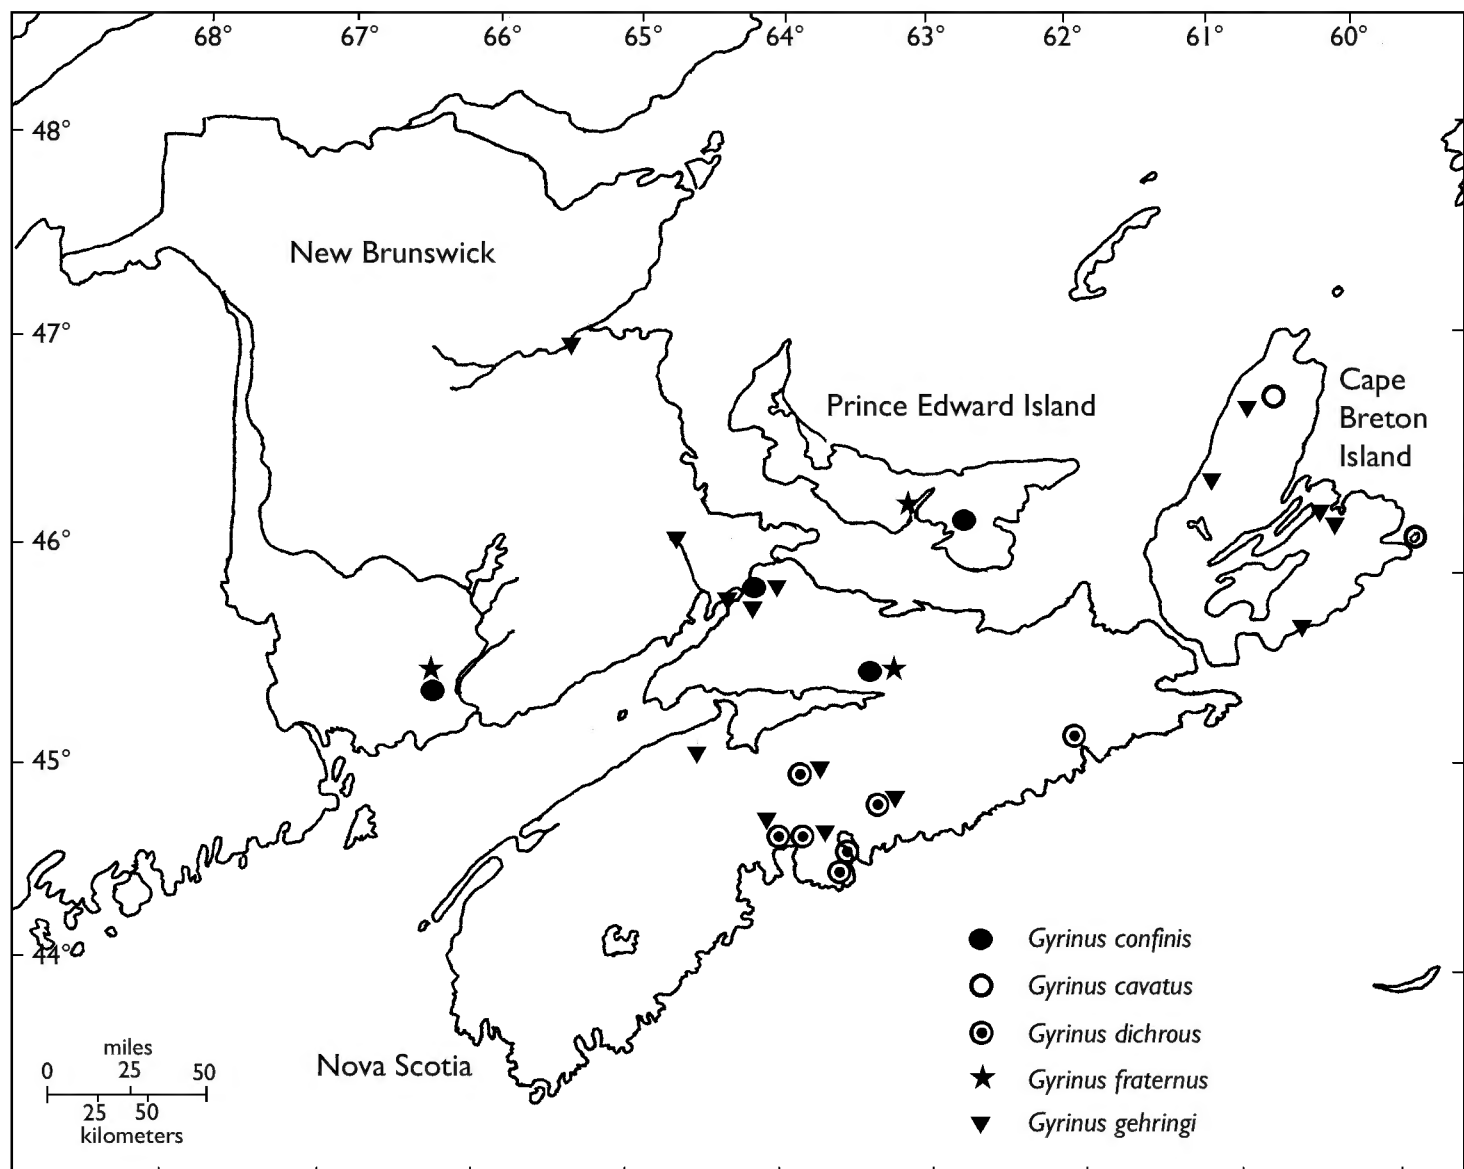 68° 67° 66° 65° 64° 63° 62° 61° 60°
48°
New Brunswick
47°
Cape
Breton
Island
Prince Edward Island
46°
45°
44°
Gyrinus confinis
Gyrinus cavatus
Gyrinus dichrous
Gyrinus fraternus
Gyrinus gehringi
Nova Scotia
miles
0 25 50
25 50
kilometers